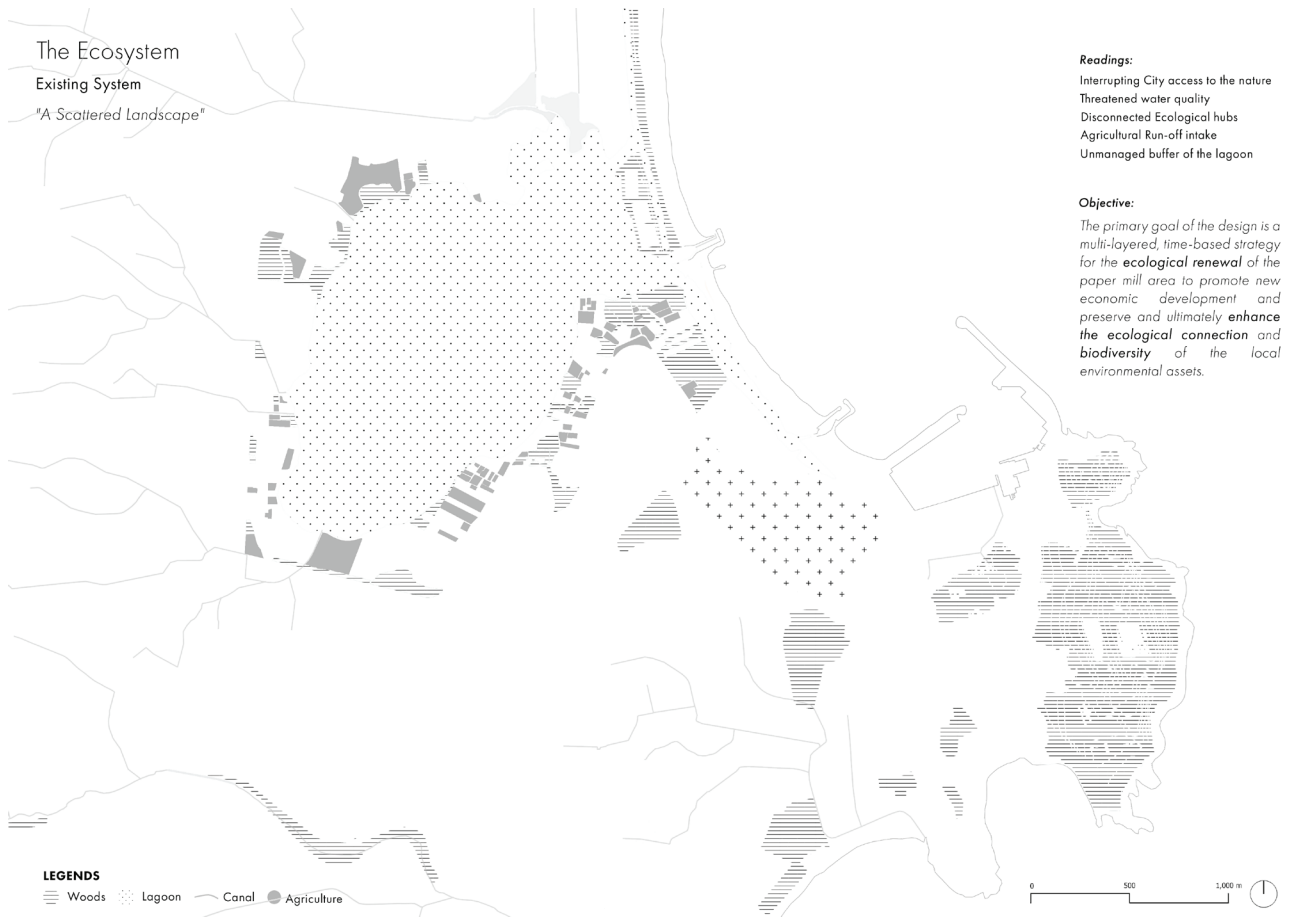 The Ecosystem
Existing System
"A Scattered Landscape"
Readings:
Interrupting City access to the nature
Threatened water quality
Disconnected Ecological hubs
Agricultural Run-off intake
Unmanaged buffer of the lagoon
Objective:
The primary goal of the design is a
multi-layered, time-based strategy
for the ecological renewal of the
paper mill area to promote new
economic development and
preserve and ultimately enhance
the ecological connection and
biodiversity of the local
environmental assets.
LEGENDS
Woods Lagoon Canal Agriculture
0 500 1,000 m